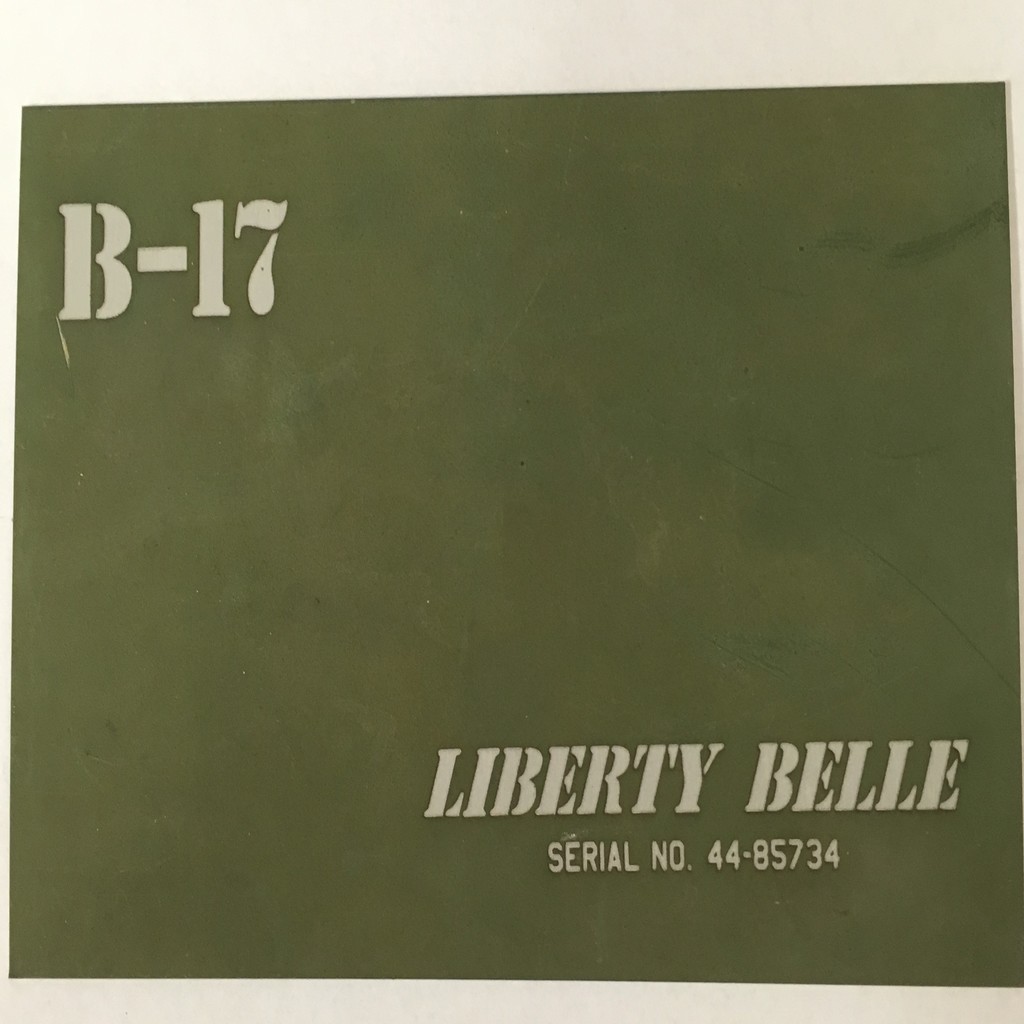 B-17
LIBERTY BELLE
SERIAL NO. 44-85734